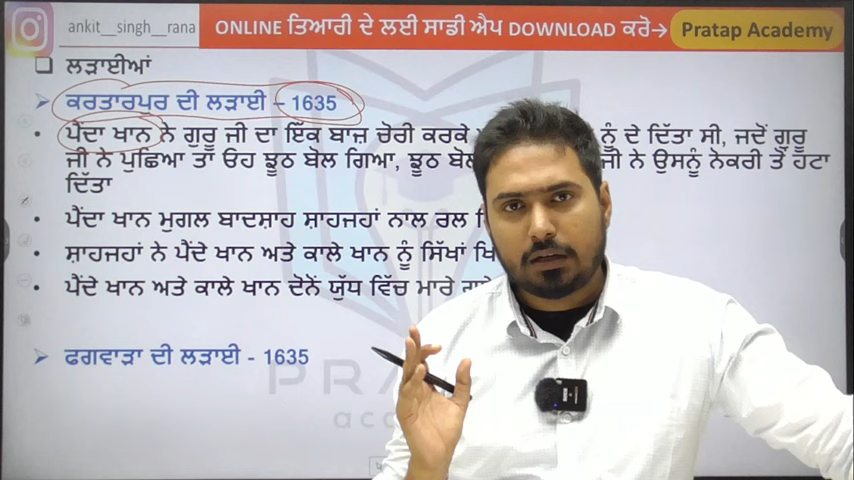 ankit__singh__rana
ONLINE ਤਿਆਰੀ ਦੇ ਲਈ ਸਾਡੀ ਐਪ DOWNLOAD ਕਰੋ→
Pratap Academy
ਲੜਾਈਆਂ
ਕਰਤਾਰਪੁਰ ਦੀ ਲੜਾਈ – 1635
ਪੈਂਦਾ ਖਾਨ ਨੇ ਗੁਰੂ ਜੀ ਦਾ ਇੱਕ ਬਾਜ਼ ਚੋਰੀ ਕਰਕੇ ਨੂੰ ਦੇ ਦਿੱਤਾ ਸੀ, ਜਦੋਂ ਗੁਰੂ
ਜੀ ਨੇ ਪੁਛਿਆ ਤਾਂ ਓਹ ਝੂਠ ਬੋਲ ਗਿਆ, ਝੂਠ ਜੀ ਨੇ ਉਸਨੂੰ ਨੋਕਰੀ ਤੋਂ ਹਟਾ
ਦਿੱਤਾ
ਪੈਂਦਾ ਖਾਨ ਮੁਗਲ ਬਾਦਸ਼ਾਹ ਸ਼ਾਹਜਹਾਂ ਨਾਲ ਰਲ
ਸ਼ਾਹਜਹਾਂ ਨੇ ਪੈਂਦੇ ਖਾਨ ਅਤੇ ਕਾਲੇ ਖਾਨ ਨੂੰ ਸਿੱਖਾਂ
ਪੈਂਦੇ ਖਾਨ ਅਤੇ ਕਾਲੇ ਖਾਨ ਦੋਨੋਂ ਯੁੱਧ ਵਿੱਚ ਮਾਰੇ
ਫਗਵਾੜਾ ਦੀ ਲੜਾਈ - 1635